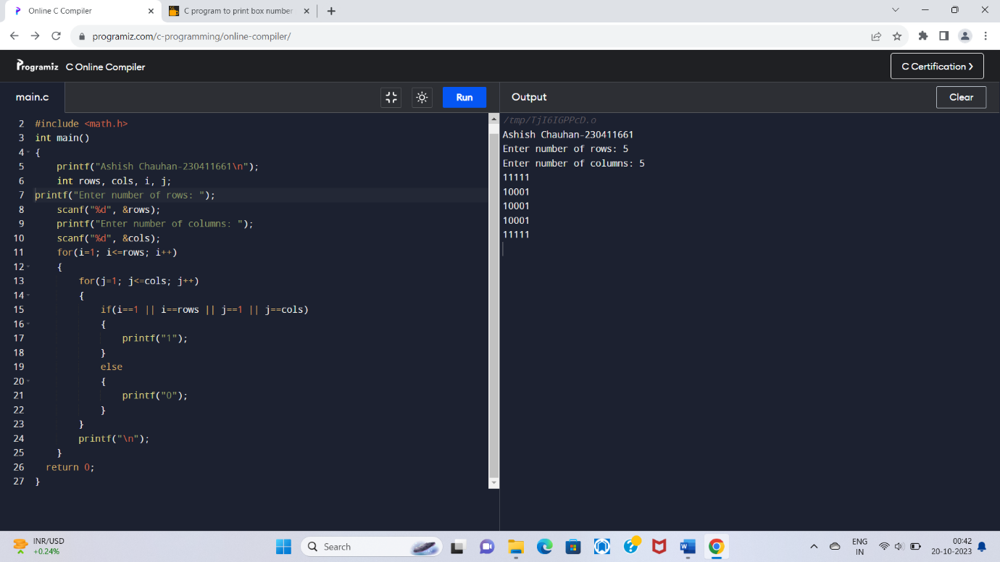 Online C Compiler
C program to print box number
programiz.com/c-programming/online-compiler/
Programiz C Online Compiler
C Certification >
main.c
Run
Output
Clear
2 #include <math.h>
3 int main()
4 {
5 printf("Ashish Chauhan-230411661\n");
6 int rows, cols, i, j;
7 printf("Enter number of rows: ");
8 scanf("%d", &rows);
9 printf("Enter number of columns: ");
10 scanf("%d", &cols);
11 for(i=1; i<=rows; i++)
12 {
13 for(j=1; j<=cols; j++)
14 {
15 if(i==1 || i==rows || j==1 || j==cols)
16 {
17 printf("1");
18 }
19 else
20 {
21 printf("0");
22 }
23 }
24 printf("\n");
25 }
26 return 0;
27 }
/tmp/TjI6IGPPcD.o
Ashish Chauhan-230411661
Enter number of rows: 5
Enter number of columns: 5
11111
10001
10001
10001
11111
INR/USD
+0.24%
Search
ENG
IN
00:42
20-10-2023